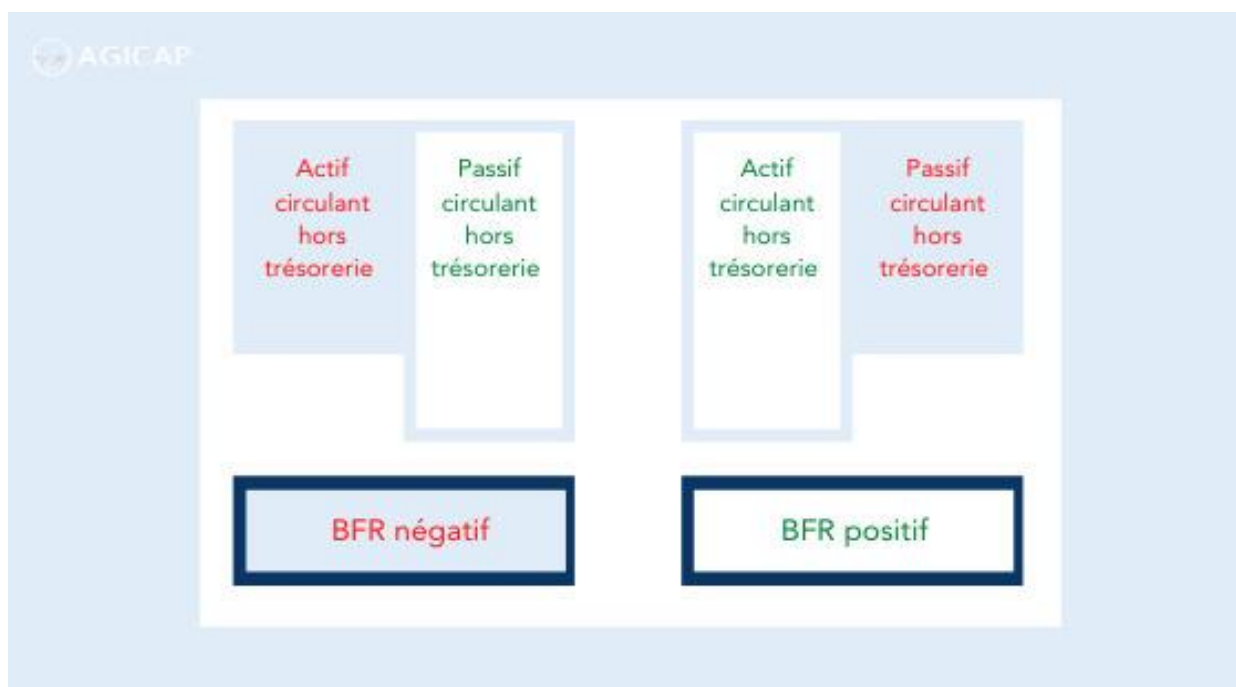 AGICAP
Actif
circulant
hors
trésorerie
Passif
circulant
hors
trésorerie
Actif
circulant
hors
trésorerie
Passif
circulant
hors
trésorerie
BFR négatif
BFR positif